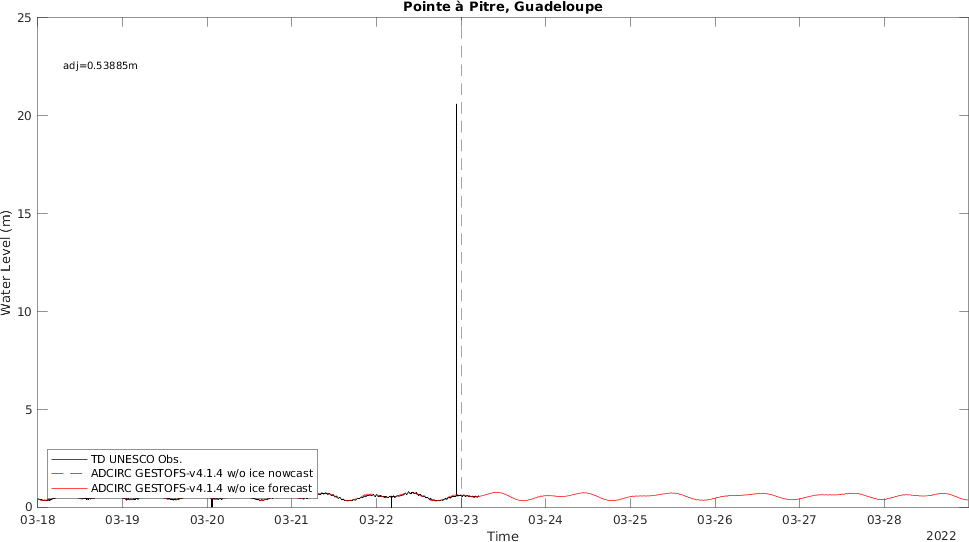 Pointe à Pitre, Guadeloupe
25
adj=0.53885m
20
15
Water Level (m)
10
5
TD UNESCO Obs.
ADCIRC GESTOFS-v4.1.4 w/o ice nowcast
ADCIRC GESTOFS-v4.1.4 w/o ice forecast
0
03-18 03-19 03-20 03-21 03-22 03-23 03-24 03-25 03-26 03-27 03-28
Time
2022